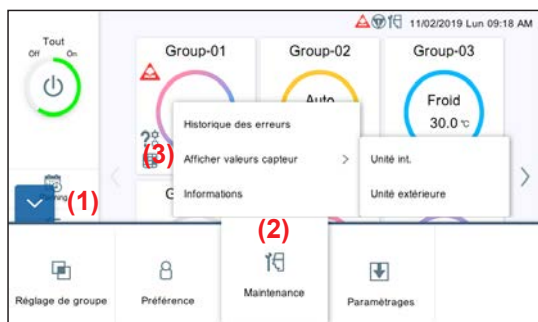 Tout
Off On
11/02/2019 Lun 09:18 AM
Group-01 Group-02 Group-03
Auto
Froid
30.0 ℃
Historique des erreurs
(3) Afficher valeurs capteur >
Informations
Unité int.
Unité extérieure
(1)
(2)
Réglage de groupe
Préférence
Maintenance
Paramétrages